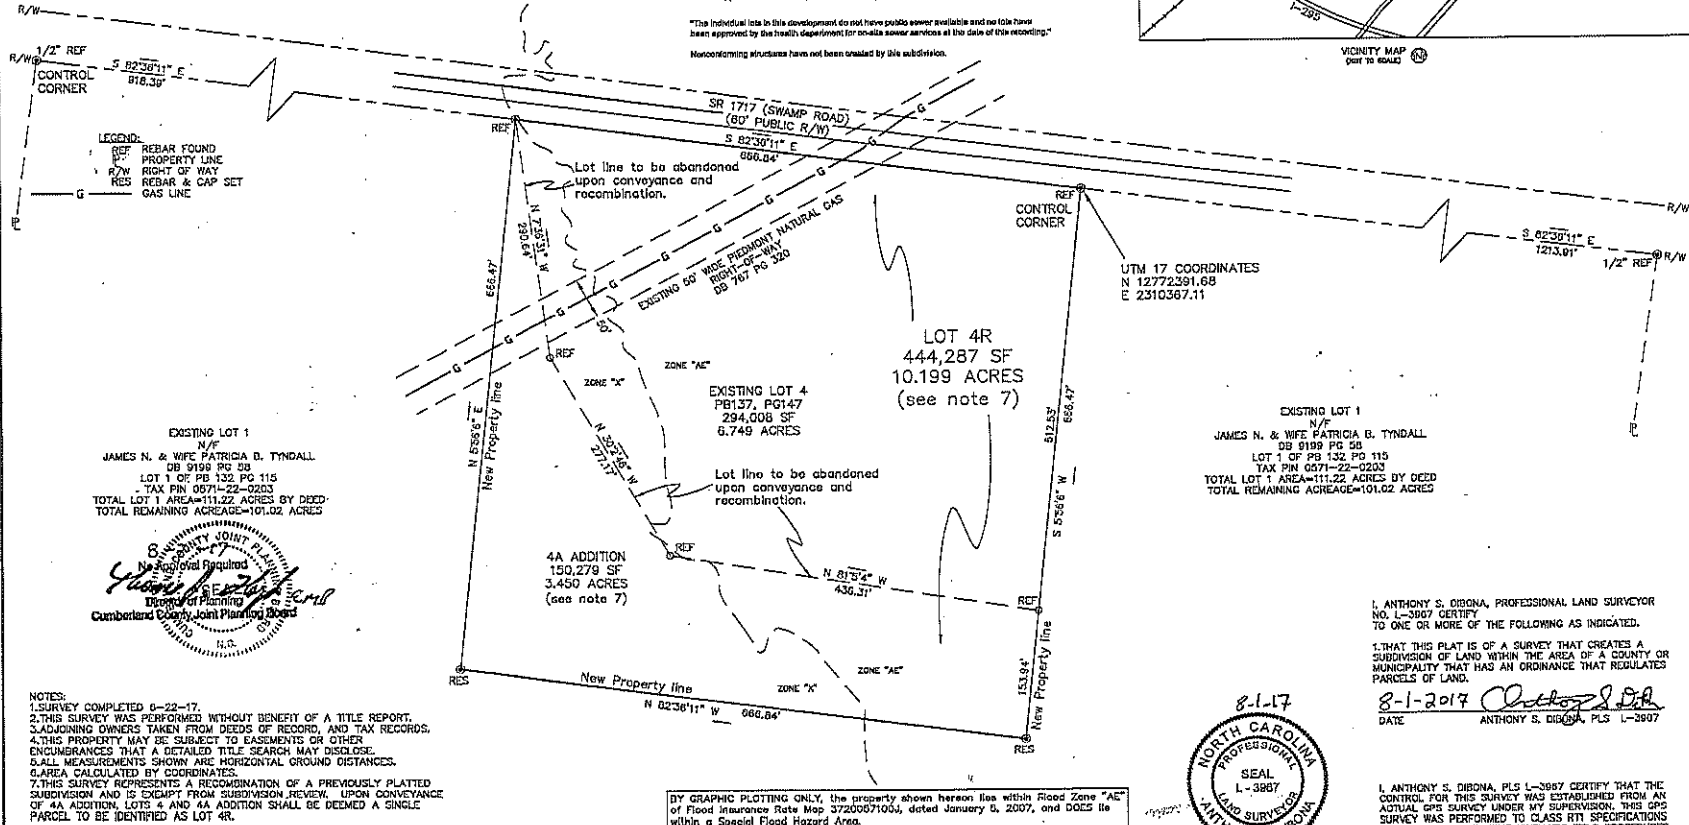 R/W
1/2" REF
R/W
CONTROL
CORNER
S 82°36'11" E
918.39'
"The individual lots in this development do not have public sewer available and no lots have
been approved by the health department for on-site sewer services at the date of this recording."
Nonconforming structures have not been created by this subdivision.
I-295
VICINITY MAP
(NOT TO SCALE)
LEGEND:
REF REBAR FOUND
PROPERTY LINE
R/W RIGHT OF WAY
RES REBAR & CAP SET
G GAS LINE
REF
SR 1717 (SWAMP ROAD)
(60' PUBLIC R/W)
S 82°36'11" E
666.84'
Lot line to be abandoned
upon conveyance and
recombination.
REF
CONTROL
CORNER
R/W
S 82°36'11" E
1213.91'
1/2" REF
R/W
UTM 17 COORDINATES
N 12772391.68
E 2310367.11
G
G
G
G
G
G
G
G
EXISTING 50' WIDE PIEDMONT NATURAL GAS
RIGHT-OF-WAY
DB 767 PG 320
50'
N 7°36'31" W
290.64'
666.47'
N 5°56'6" E
New Property line
REF
ZONE "X"
ZONE "AE"
EXISTING LOT 4
PB137, PG147
294,008 SF
6.749 ACRES
LOT 4R
444,287 SF
10.199 ACRES
(see note 7)
512.53'
666.47'
S 5°56'6" W
N 30°2'46" W
277.17'
Lot line to be abandoned
upon conveyance and
recombination.
EXISTING LOT 1
N/F
JAMES N. & WIFE PATRICIA B. TYNDALL
DB 9199 PG 58
LOT 1 OF PB 132 PG 115
TAX PIN 0571-22-0203
TOTAL LOT 1 AREA=111.22 ACRES BY DEED
TOTAL REMAINING ACREAGE=101.02 ACRES
EXISTING LOT 1
N/F
JAMES N. & WIFE PATRICIA B. TYNDALL
DB 9199 PG 58
LOT 1 OF PB 132 PG 115
TAX PIN 0571-22-0203
TOTAL LOT 1 AREA=111.22 ACRES BY DEED
TOTAL REMAINING ACREAGE=101.02 ACRES
No Approval Required
Director of Planning
Cumberland County Joint Planning Board
4A ADDITION
150,279 SF
3.450 ACRES
(see note 7)
REF
N 81°5'4" W
436.31'
REF
153.94'
New Property line
ZONE "AE"
ZONE "X"
RES
New Property line
N 82°36'11" W 666.84'
RES
NOTES:
1.SURVEY COMPLETED 6-22-17.
2.THIS SURVEY WAS PERFORMED WITHOUT BENEFIT OF A TITLE REPORT.
3.ADJOINING OWNERS TAKEN FROM DEEDS OF RECORD, AND TAX RECORDS.
4.THIS PROPERTY MAY BE SUBJECT TO EASEMENTS OR OTHER
ENCUMBRANCES THAT A DETAILED TITLE SEARCH MAY DISCLOSE.
5.ALL MEASUREMENTS SHOWN ARE HORIZONTAL GROUND DISTANCES.
6.AREA CALCULATED BY COORDINATES.
7.THIS SURVEY REPRESENTS A RECOMBINATION OF A PREVIOUSLY PLATTED
SUBDIVISION AND IS EXEMPT FROM SUBDIVISION REVIEW. UPON CONVEYANCE
OF 4A ADDITION, LOTS 4 AND 4A ADDITION SHALL BE DEEMED A SINGLE
PARCEL TO BE IDENTIFIED AS LOT 4R.
BY GRAPHIC PLOTTING ONLY, the property shown hereon lies within Flood Zone "AE"
of Flood Insurance Rate Map 3720057100J, dated January 5, 2007, and DOES lie
within a Special Flood Hazard Area.
8-1-17
NORTH CAROLINA
PROFESSIONAL
SEAL
L-3967
LAND SURVEYOR
I, ANTHONY S. DIBONA, PROFESSIONAL LAND SURVEYOR
NO. L-3967 CERTIFY
TO ONE OR MORE OF THE FOLLOWING AS INDICATED.
1.THAT THIS PLAT IS OF A SURVEY THAT CREATES A
SUBDIVISION OF LAND WITHIN THE AREA OF A COUNTY OR
MUNICIPALITY THAT HAS AN ORDINANCE THAT REGULATES
PARCELS OF LAND.
8-1-2017
DATE ANTHONY S. DIBONA, PLS L-3967
I, ANTHONY S. DIBONA, PLS L-3967 CERTIFY THAT THE
CONTROL FOR THIS SURVEY WAS ESTABLISHED FROM AN
ACTUAL GPS SURVEY UNDER MY SUPERVISION. THIS GPS
SURVEY WAS PERFORMED TO CLASS RTI SPECIFICATIONS